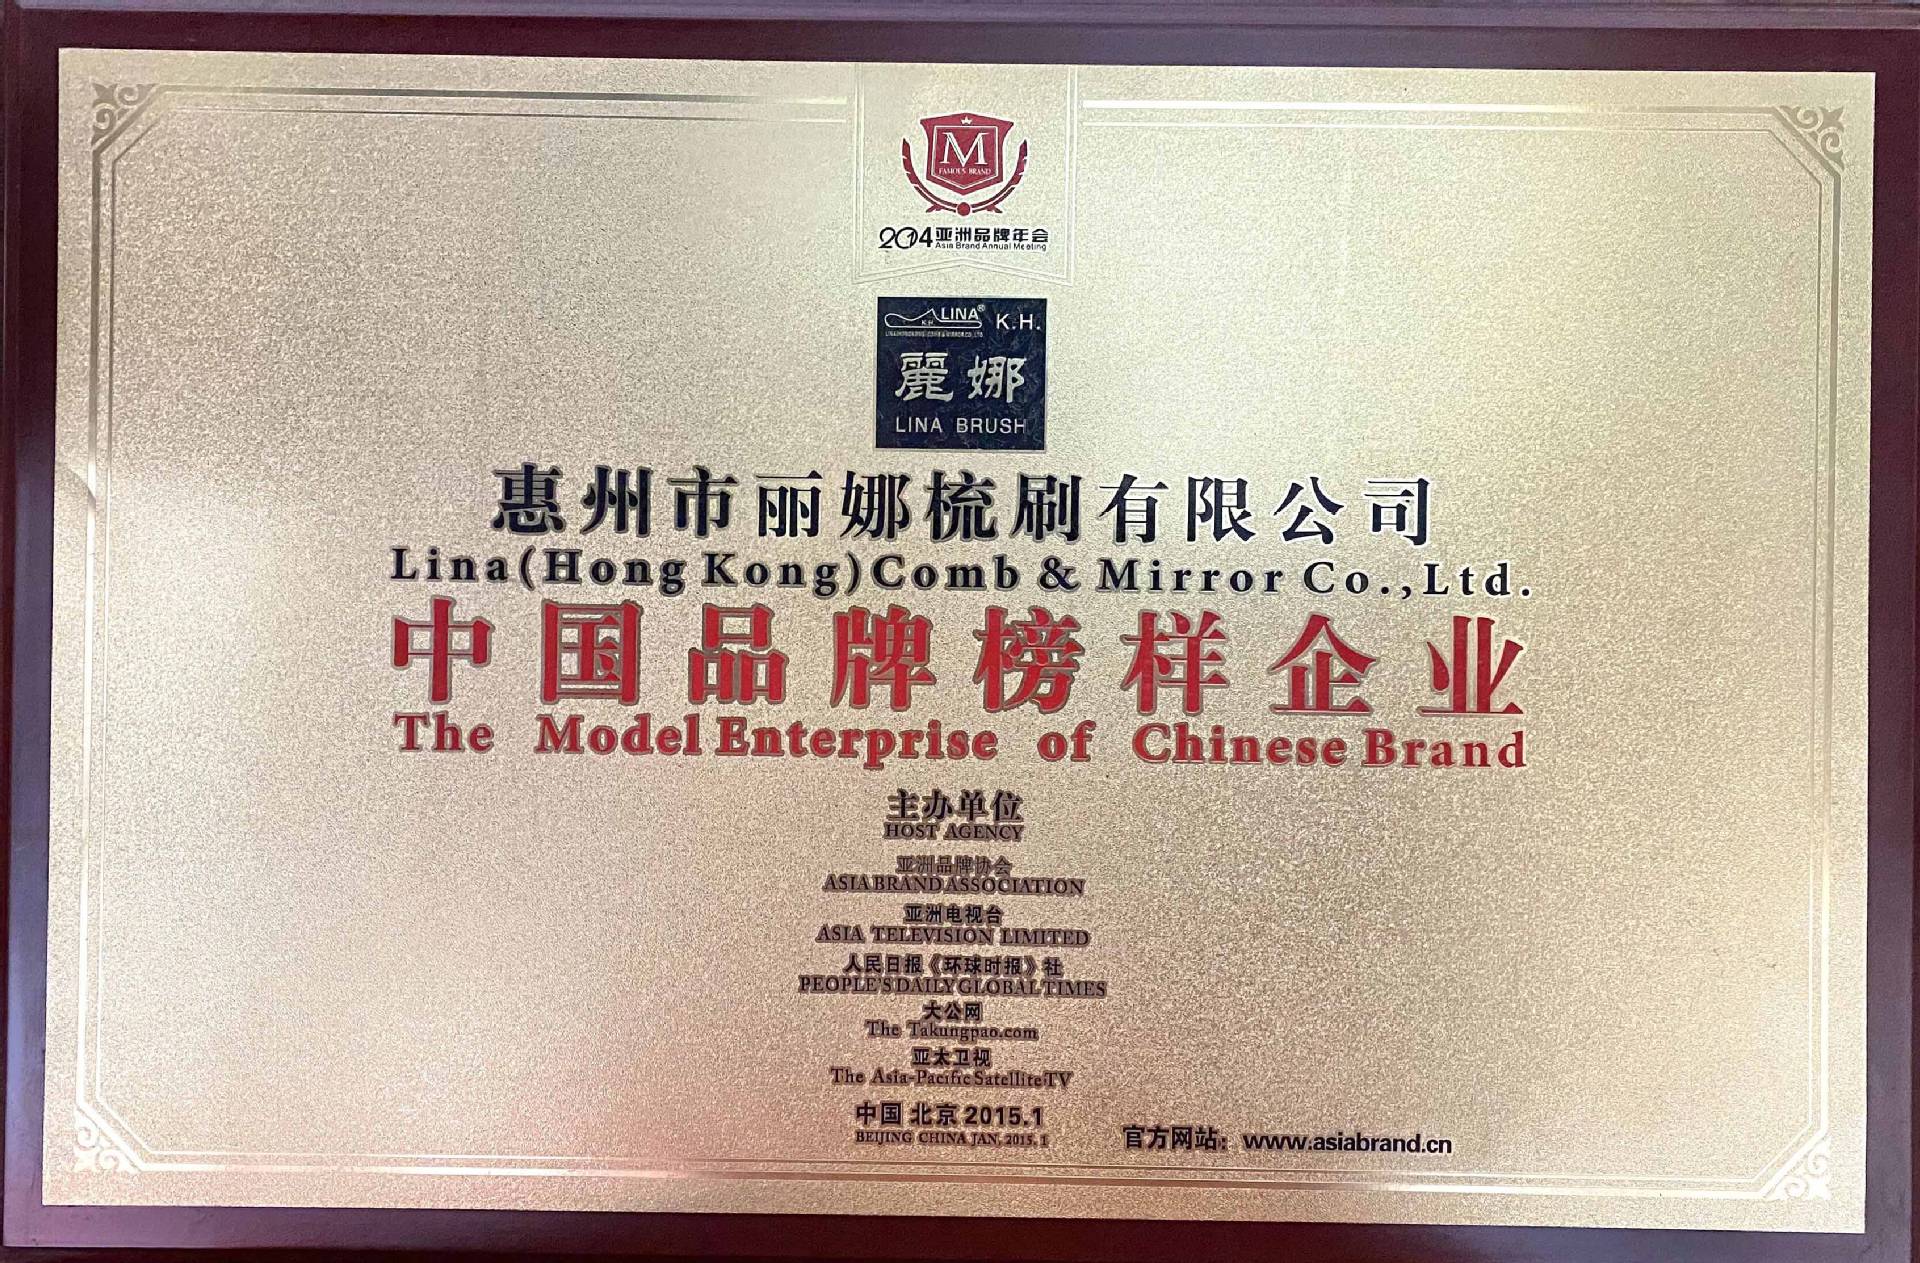 M
FAMOUS BRAND
2014亚洲品牌年会
Asia Brand Annual Meeting
LINA® K.H.
K.H.
麗娜
LINA BRUSH
惠州市丽娜梳刷有限公司
Lina(Hong Kong)Comb & Mirror Co.,Ltd.
中国品牌榜样企业
The Model Enterprise of Chinese Brand
主办单位
HOST AGENCY
亚洲品牌协会
ASIA BRAND ASSOCIATION
亚洲电视台
ASIA TELEVISION LIMITED
人民日报《环球时报》社
PEOPLE'S DAILY GLOBAL TIMES
大公网
The Takungpao.com
亚太卫视
The Asia-Pacific Satellite TV
中国 北京 2015.1
BEIJING CHINA JAN, 2015. 1
官方网站：www.asiabrand.cn